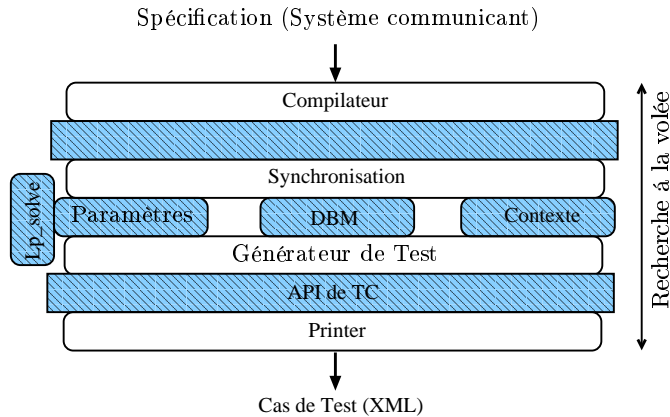 Spécification (Système communicant)
Compilateur
Synchronisation
Lp_solve
Paramètres
DBM
Contexte
Générateur de Test
API de TC
Printer
Cas de Test (XML)
Recherche á la volée